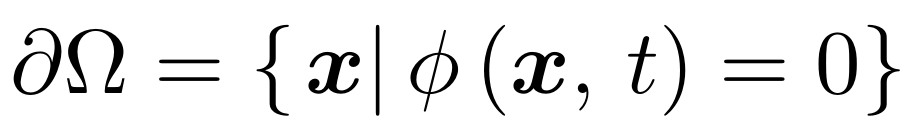 ∂Ω = {𝒙| ϕ (𝒙, t) = 0}